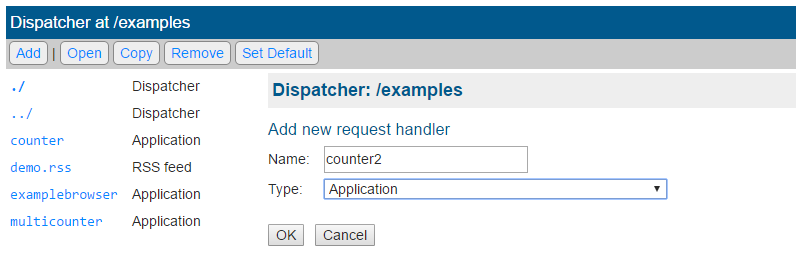 Dispatcher at /examples
Add | Open Copy Remove Set Default
./ Dispatcher
../ Dispatcher
counter Application
demo.rss RSS feed
examplebrowser Application
multicounter Application
Dispatcher: /examples
Add new request handler
Name: counter2
Type: Application
OK Cancel